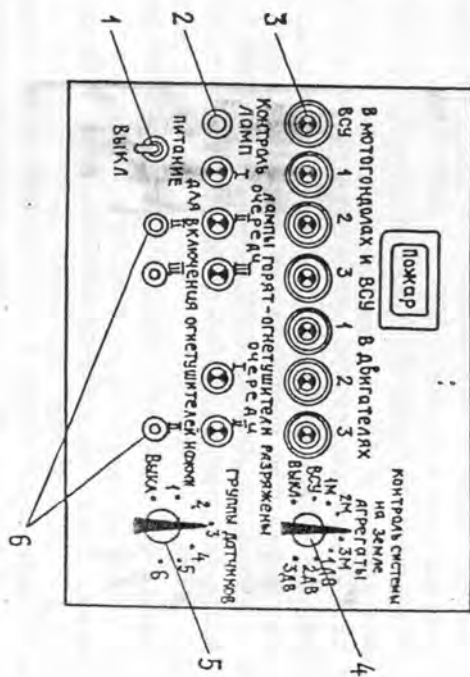 Пожар
В МОТОГОНДОЛАХ И ВСУ
В ДВИГАТЕЛЯХ
ВСУ 1 2 3 1 2 3
КОНТРОЛЬ СИСТЕМЫ
НА ЗЕМЛЕ
АГРЕГАТЫ
ВЫКЛ ВСУ 1М 2М 3М 1ДВ 2ДВ 3ДВ
ЛАМПЫ ГОРЯТ - ОГНЕТУШИТЕЛИ РАЗРЯЖЕНЫ
КОНТРОЛЬ
ЛАМП
ОЧЕРЕДИ
ОЧЕРЕДИ
I II III I II
ДЛЯ ВКЛЮЧЕНИЯ ОГНЕТУШИТЕЛЕЙ НАЖМИ
ПИТАНИЕ
ВЫКЛ
II III II
ГРУППЫ ДАТЧИКОВ
ВЫКЛ 1 2 3 4 5 6
1
2
3
4
5
6